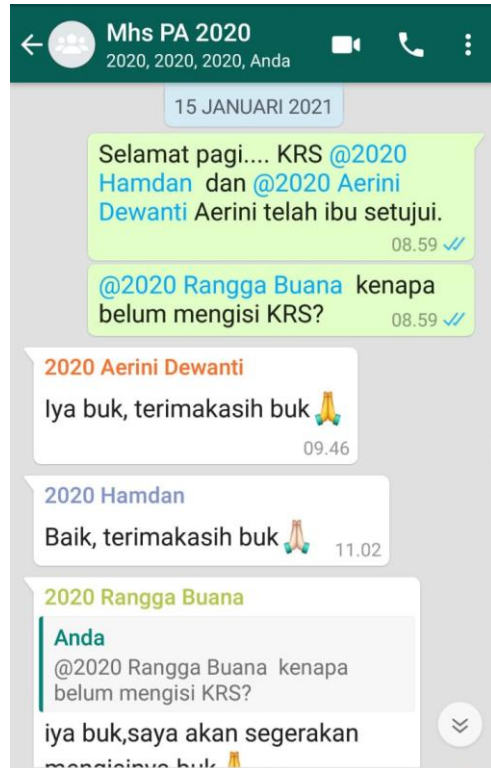 Mhs PA 2020
2020, 2020, 2020, Anda
15 JANUARI 2021
Selamat pagi.... KRS @2020
Hamdan dan @2020 Aerini
Dewanti Aerini telah ibu setujui.
08.59
@2020 Rangga Buana kenapa
belum mengisi KRS?
08.59
2020 Aerini Dewanti
Iya buk, terimakasih buk🙏
09.46
2020 Hamdan
Baik, terimakasih buk🙏🏻
11.02
2020 Rangga Buana
Anda
@2020 Rangga Buana kenapa
belum mengisi KRS?
iya buk,saya akan segerakan
mengisinya buk🙏